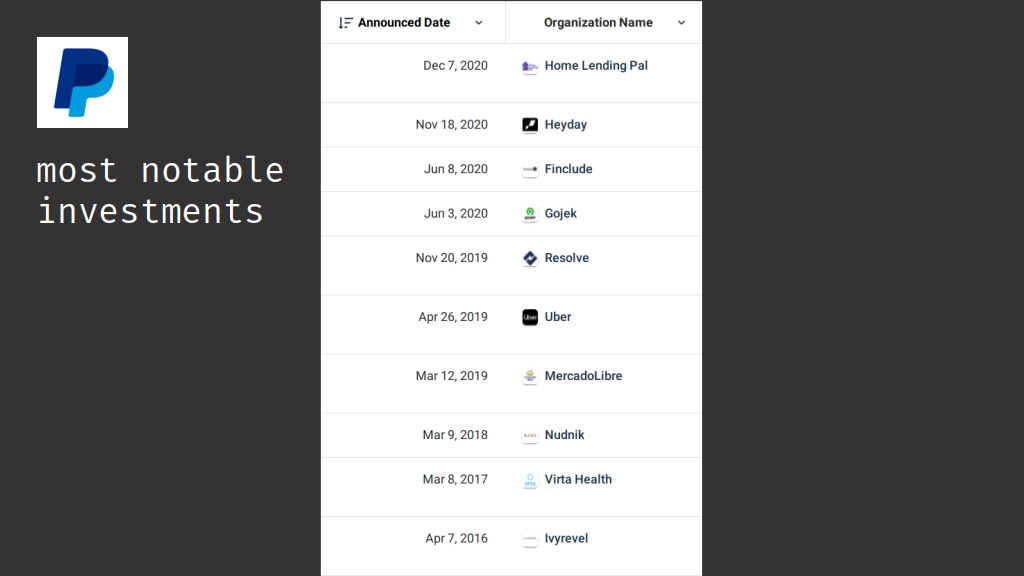 most notable
investments
Announced Date Organization Name
Dec 7, 2020 Home Lending Pal
Nov 18, 2020 Heyday
Jun 8, 2020 Finclude
Jun 3, 2020 Gojek
Nov 20, 2019 Resolve
Apr 26, 2019 Uber Uber
Mar 12, 2019 MercadoLibre
Mar 9, 2018 Nudnik
Mar 8, 2017 Virta Health
Apr 7, 2016 Ivyrevel